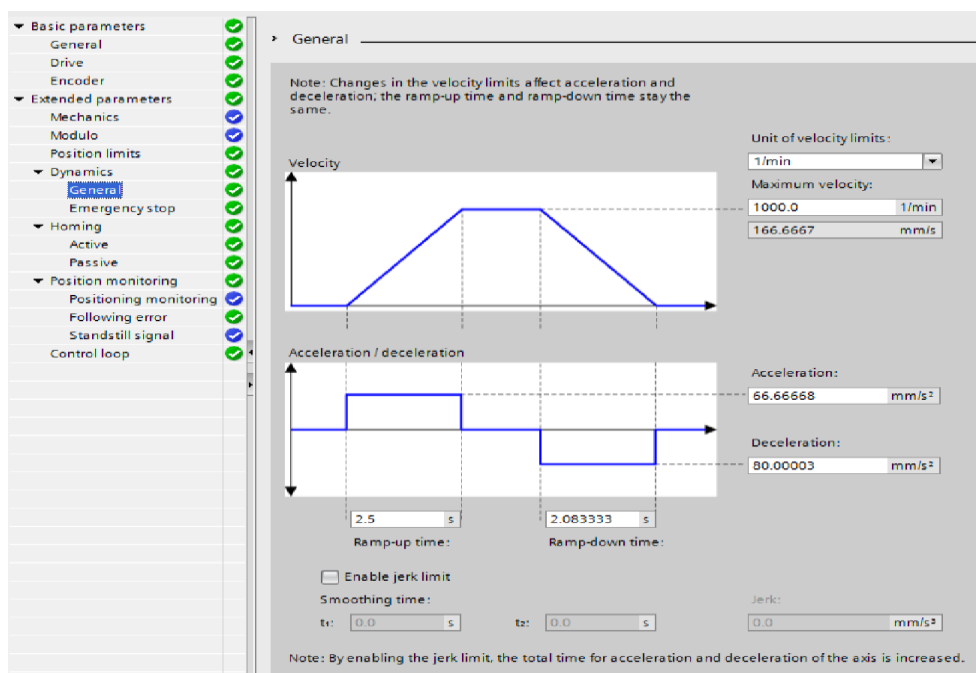 Basic parameters
General
Drive
Encoder
Extended parameters
Mechanics
Modulo
Position limits
Dynamics
General
Emergency stop
Homing
Active
Passive
Position monitoring
Positioning monitoring
Following error
Standstill signal
Control loop
General
Note: Changes in the velocity limits affect acceleration and
deceleration; the ramp-up time and ramp-down time stay the
same.
Unit of velocity limits:
1/min
Velocity
Maximum velocity:
1000.0 1/min
166.6667 mm/s
Acceleration / deceleration
Acceleration:
66.66668 mm/s²
Deceleration:
80.00003 mm/s²
2.5 s 2.083333 s
Ramp-up time: Ramp-down time:
Enable jerk limit
Smoothing time: Jerk:
t₁: 0.0 s t₂: 0.0 s 0.0 mm/s³
Note: By enabling the jerk limit, the total time for acceleration and deceleration of the axis is increased.